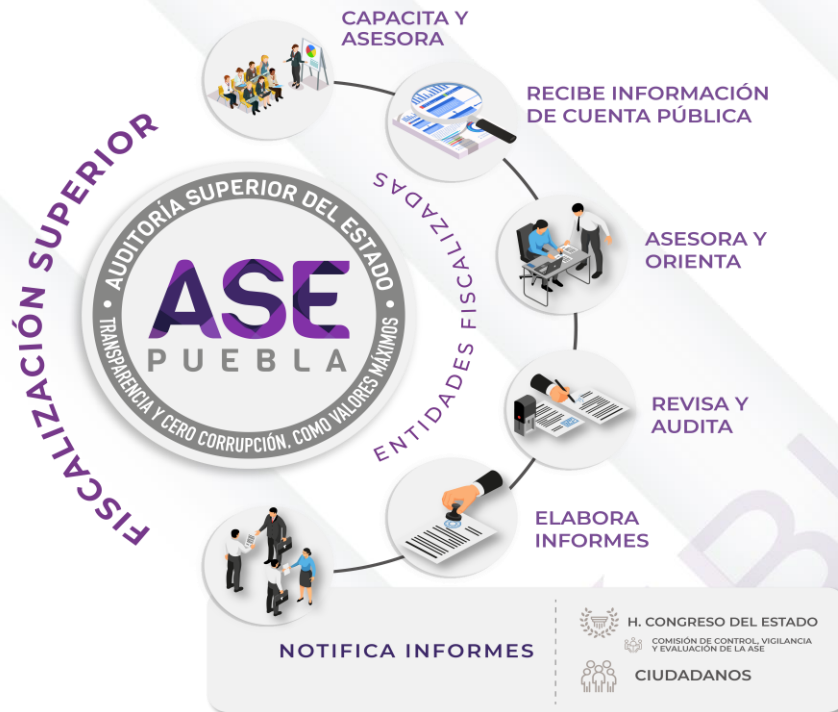 CAPACITA Y
ASESORA
RECIBE INFORMACIÓN
DE CUENTA PÚBLICA
FISCALIZACIÓN SUPERIOR
AUDITORÍA SUPERIOR DEL ESTADO
ASE
PUEBLA
TRANSPARENCIA Y CERO CORRUPCIÓN, COMO VALORES MÁXIMOS
ENTIDADES FISCALIZADAS
ASESORA Y
ORIENTA
REVISA Y
AUDITA
ELABORA
INFORMES
NOTIFICA INFORMES
H. CONGRESO DEL ESTADO
COMISIÓN DE CONTROL, VIGILANCIA
Y EVALUACIÓN DE LA ASE
CIUDADANOS